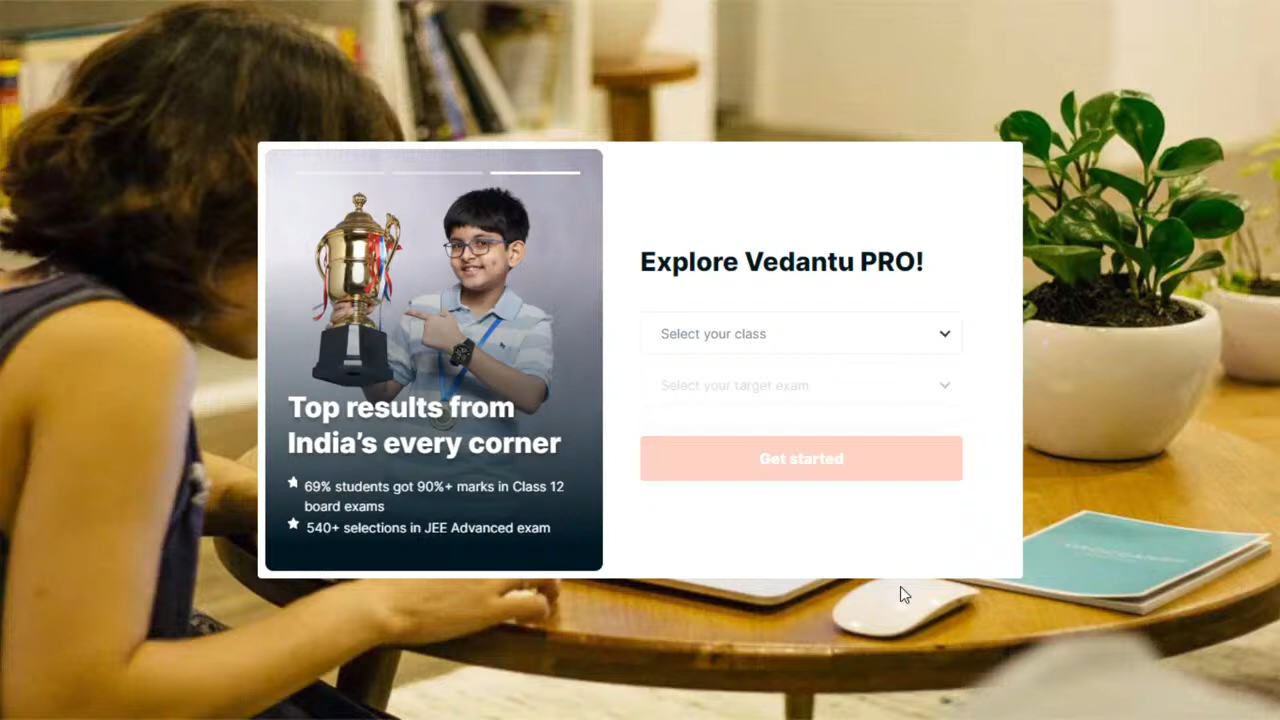 Top results from
India’s every corner
69% students got 90%+ marks in Class 12
board exams
540+ selections in JEE Advanced exam
Explore Vedantu PRO!
Select your class
Select your target exam
Get started